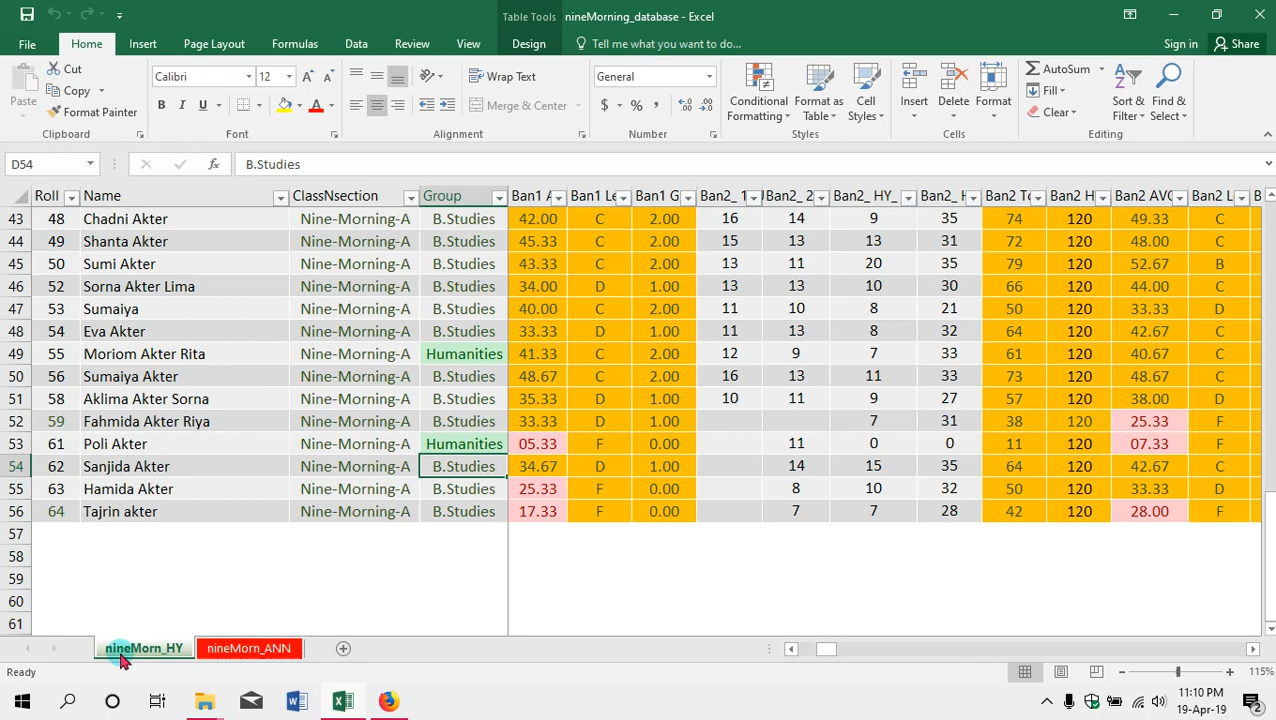 Table Tools
nineMorning_database - Excel
File Home Insert Page Layout Formulas Data Review View Design Tell me what you want to do... Sign in Share
Paste
Cut
Copy
Format Painter
Clipboard
Calibri 12
B I U
Font
Wrap Text
Merge & Center
Alignment
General
$ % ,
Number
Conditional Formatting
Format as Table
Cell Styles
Styles
Insert Delete Format
Cells
AutoSum
Fill
Clear
Sort & Filter
Find & Select
Editing
D54 fx B.Studies
Roll Name ClassNsection Group Ban1 A Ban1 Le Ban1 G Ban2_ 1 Ban2_ 2 Ban2_ HY_ Ban2_ H Ban2 To Ban2 H Ban2 AVG Ban2 L B
43 48 Chadni Akter Nine-Morning-A B.Studies 42.00 C 2.00 16 14 9 35 74 120 49.33 C
44 49 Shanta Akter Nine-Morning-A B.Studies 45.33 C 2.00 15 13 13 31 72 120 48.00 C
45 50 Sumi Akter Nine-Morning-A B.Studies 43.33 C 2.00 13 11 20 35 79 120 52.67 B
46 52 Sorna Akter Lima Nine-Morning-A B.Studies 34.00 D 1.00 13 13 10 30 66 120 44.00 C
47 53 Sumaiya Nine-Morning-A B.Studies 40.00 C 2.00 11 10 8 21 50 120 33.33 D
48 54 Eva Akter Nine-Morning-A B.Studies 33.33 D 1.00 11 13 8 32 64 120 42.67 C
49 55 Moriom Akter Rita Nine-Morning-A Humanities 41.33 C 2.00 12 9 7 33 61 120 40.67 C
50 56 Sumaiya Akter Nine-Morning-A B.Studies 48.67 C 2.00 16 13 11 33 73 120 48.67 C
51 58 Aklima Akter Sorna Nine-Morning-A B.Studies 35.33 D 1.00 10 11 9 27 57 120 38.00 D
52 59 Fahmida Akter Riya Nine-Morning-A B.Studies 33.33 D 1.00 7 31 38 120 25.33 F
53 61 Poli Akter Nine-Morning-A Humanities 05.33 F 0.00 11 0 0 11 120 07.33 F
54 62 Sanjida Akter Nine-Morning-A B.Studies 34.67 D 1.00 14 15 35 64 120 42.67 C
55 63 Hamida Akter Nine-Morning-A B.Studies 25.33 F 0.00 8 10 32 50 120 33.33 D
56 64 Tajrin akter Nine-Morning-A B.Studies 17.33 F 0.00 7 7 28 42 120 28.00 F
57
58
59
60
61
nineMorn_HY nineMorn_ANN
Ready 115%
11:10 PM
19-Apr-19
2